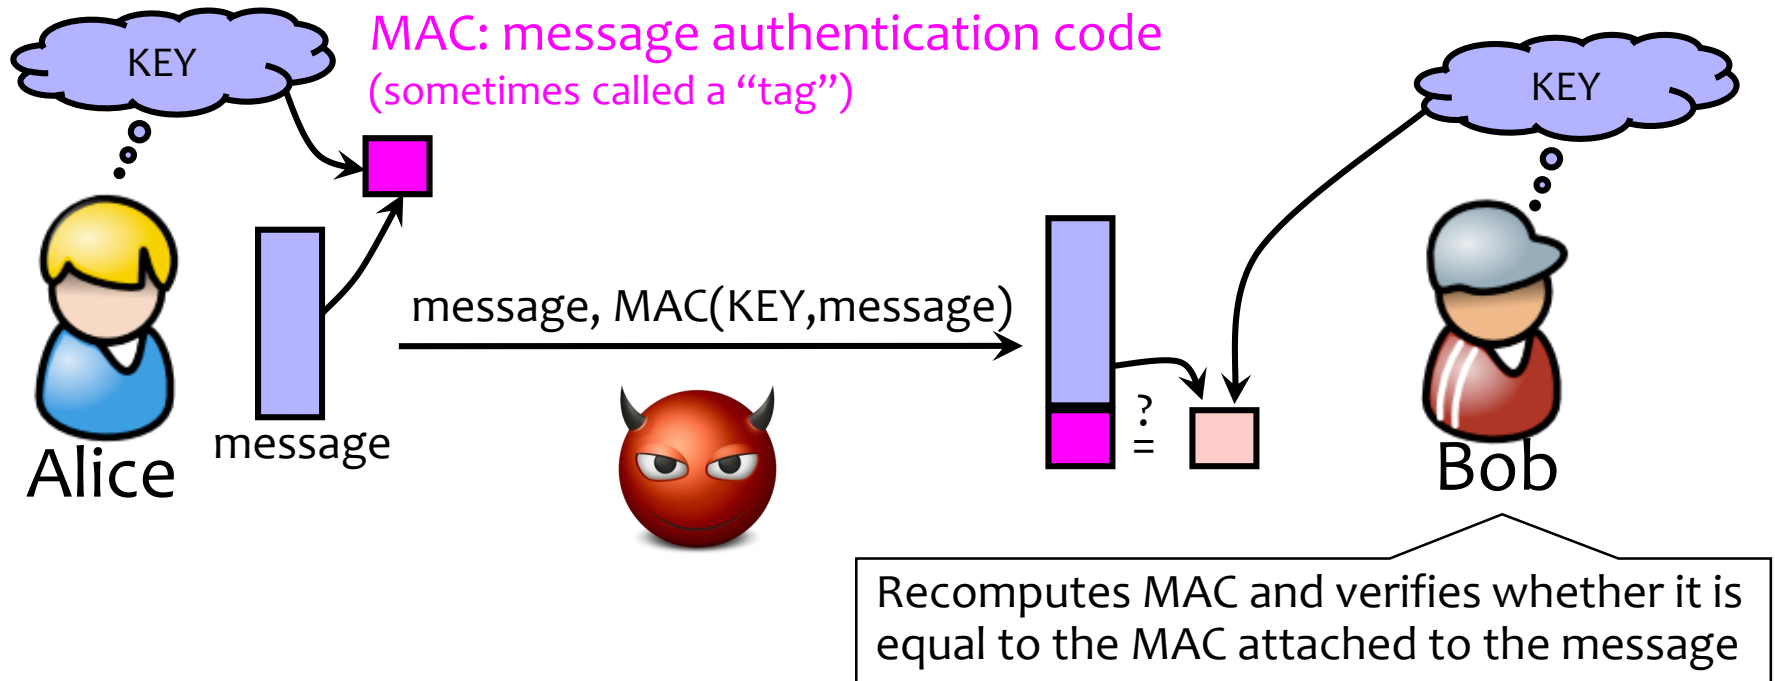 KEY
MAC: message authentication code
(sometimes called a “tag”)
KEY
message, MAC(KEY,message)
?
=
message
Alice
Bob
Recomputes MAC and verifies whether it is
equal to the MAC attached to the message